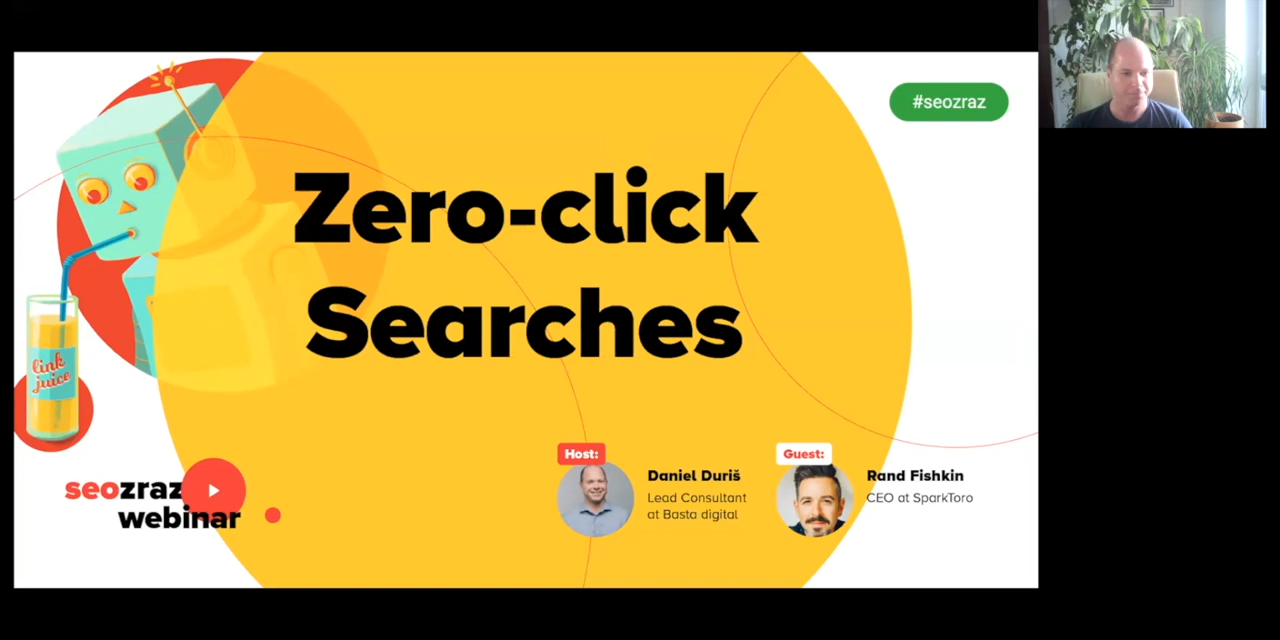 #seozraz
Zero-click
Searches
link
juice
seozraz
webinar
Host:
Daniel Duriš
Lead Consultant
at Basta digital
Guest:
Rand Fishkin
CEO at SparkToro